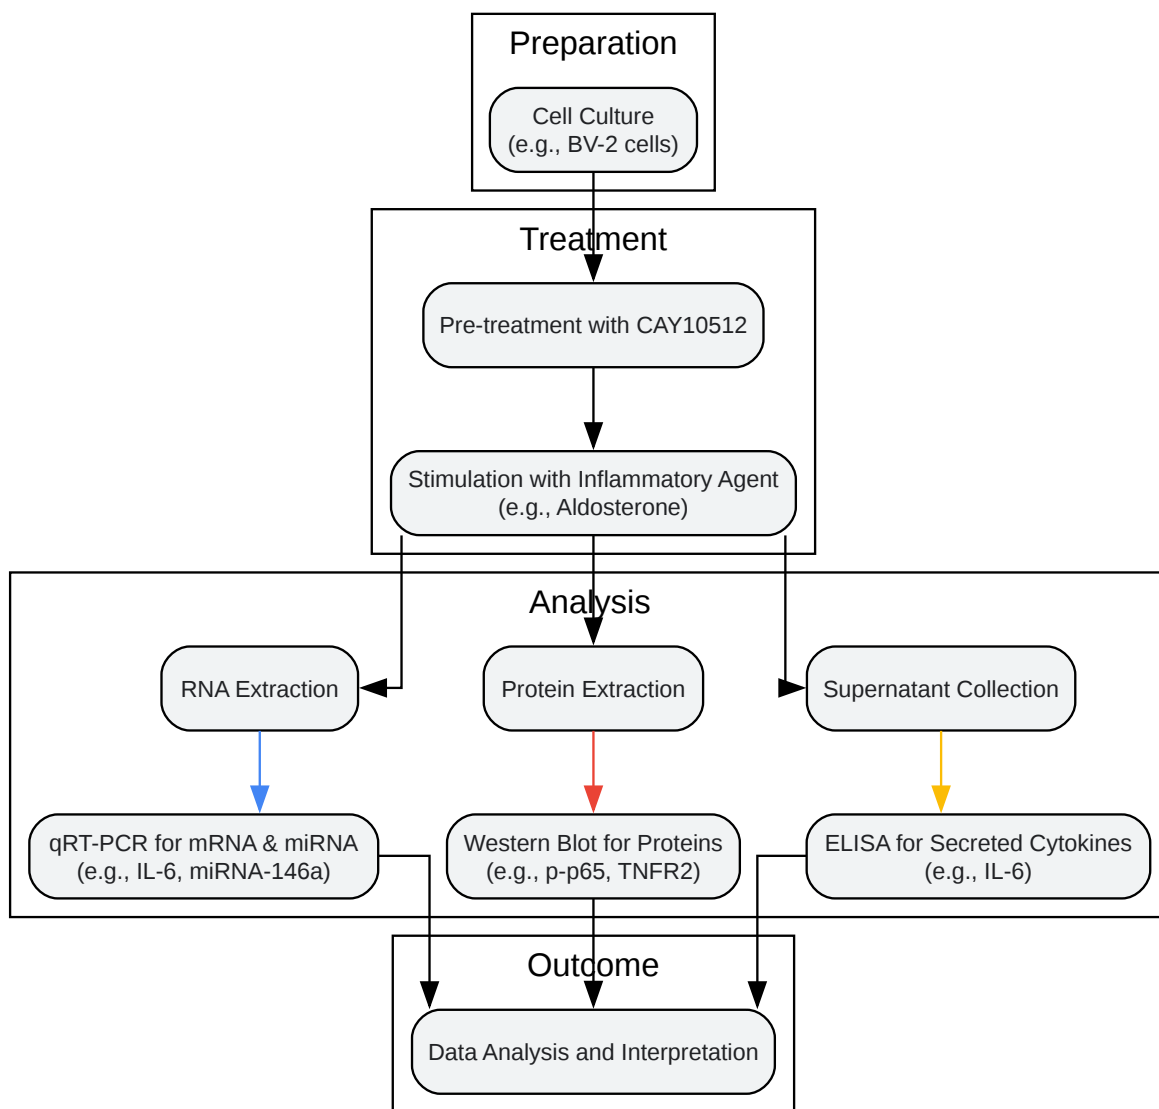 Preparation
Cell Culture
(e.g., BV-2 cells)
Treatment
Pre-treatment with CAY10512
Stimulation with Inflammatory Agent
(e.g., Aldosterone)
Analysis
RNA Extraction
Protein Extraction
Supernatant Collection
qRT-PCR for mRNA & miRNA
(e.g., IL-6, miRNA-146a)
Western Blot for Proteins
(e.g., p-p65, TNFR2)
ELISA for Secreted Cytokines
(e.g., IL-6)
Outcome
Data Analysis and Interpretation